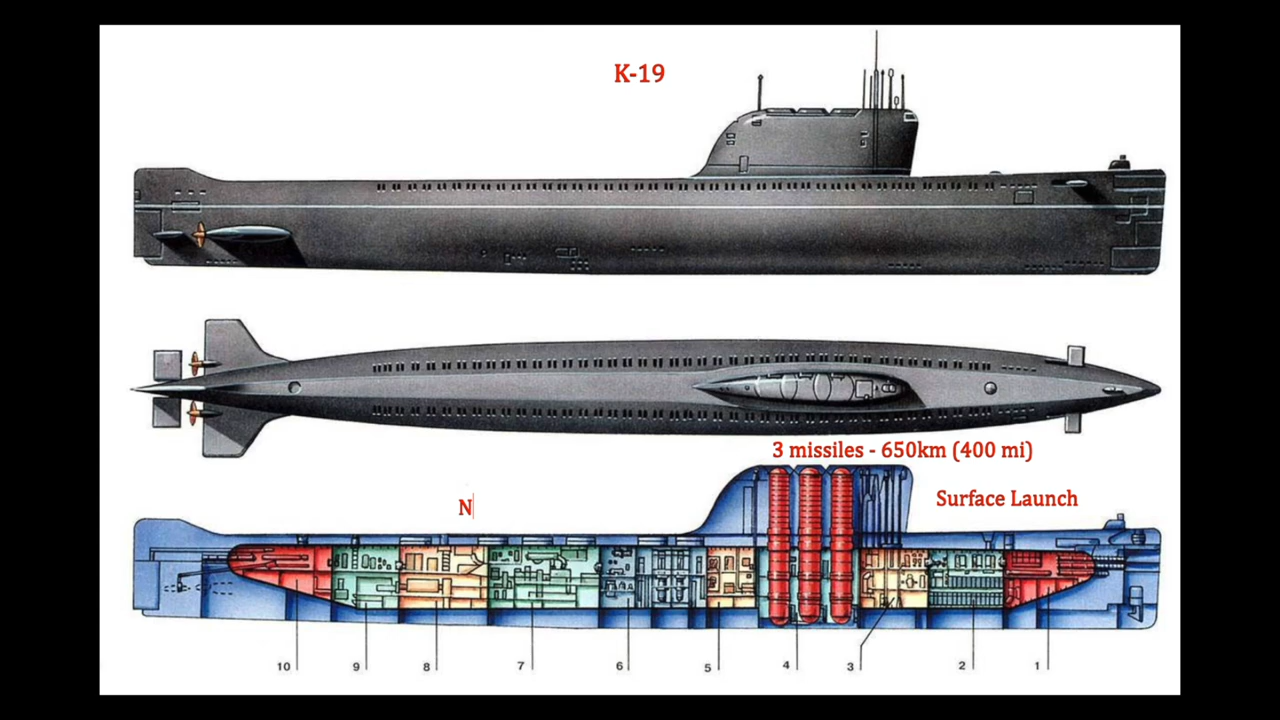 K-19
3 missiles - 650km (400 mi)
Surface Launch
N
10 9 8 7 6 5 4 3 2 1